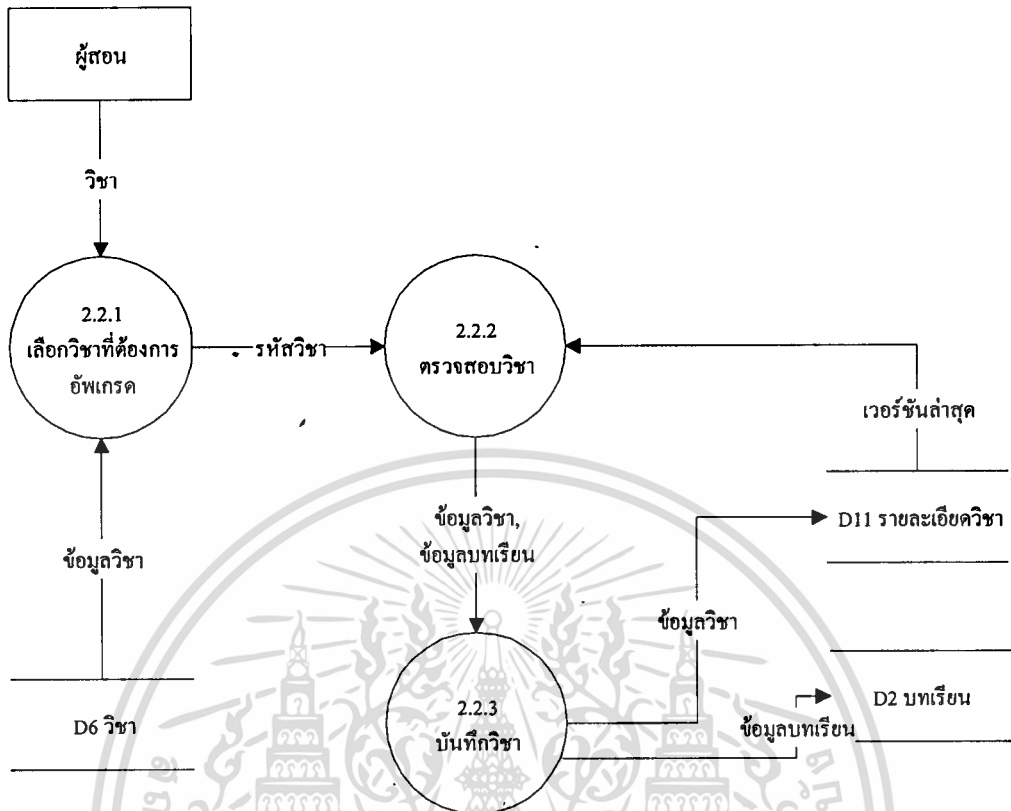 ผู้สอน
วิชา
2.2.1
เลือกวิชาที่ต้องการ
อัพเกรด
รหัสวิชา
2.2.2
ตรวจสอบวิชา
เวอร์ชันล่าสุด
ข้อมูลวิชา,
ข้อมูลบทเรียน
D11 รายละเอียดวิชา
ข้อมูลวิชา
ข้อมูลวิชา
D6 วิชา
2.2.3
บันทึกวิชา
D2 บทเรียน
ข้อมูลบทเรียน